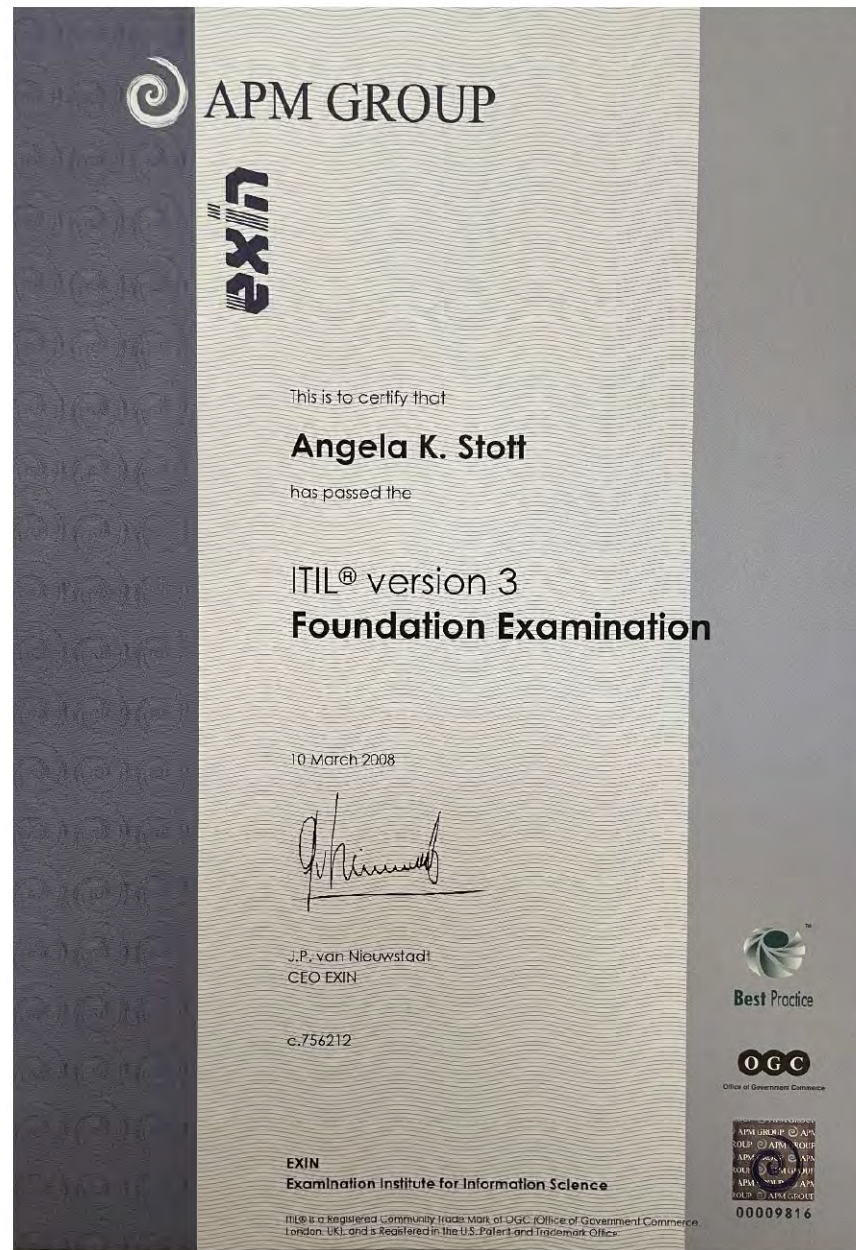 APM GROUP
exin
This is to certify that
Angela K. Stott
has passed the
ITIL® version 3
Foundation Examination
10 March 2008
J.P. van Nieuwstadt
CEO EXIN
c.756212
™
Best Practice
OGC
Office of Government Commerce
EXIN
Examination Institute for Information Science
ITIL® is a Registered Community Trade Mark of OGC (Office of Government Commerce,
London, UK), and is Registered in the U.S. Patent and Trademark Office.
APM GROUP
00009816